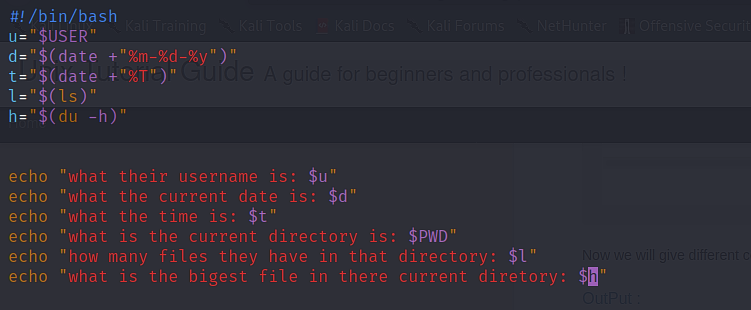 #!/bin/bash
Kali Training Kali Tools Kali Docs Kali Forums NetHunter Offensive Securit
u="$USER"
d="$(date +"%m-%d-%y")"
t="$(date +"%T")"
Guide A guide for beginners and professionals !
l="$(ls)"
h="$(du -h)"
echo "what their username is: $u"
echo "what the current date is: $d"
echo "what the time is: $t"
echo "what is the current directory is: $PWD"
echo "how many files they have in that directory: $l"
Now we will give different c
echo "what is the bigest file in there current diretory: $h"
OutPut :